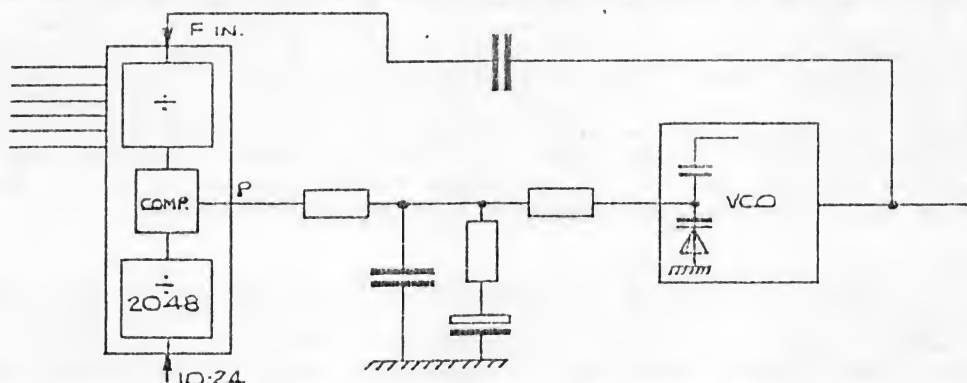 F IN.
÷
COMP.
P
VCO
÷
2048
10·24